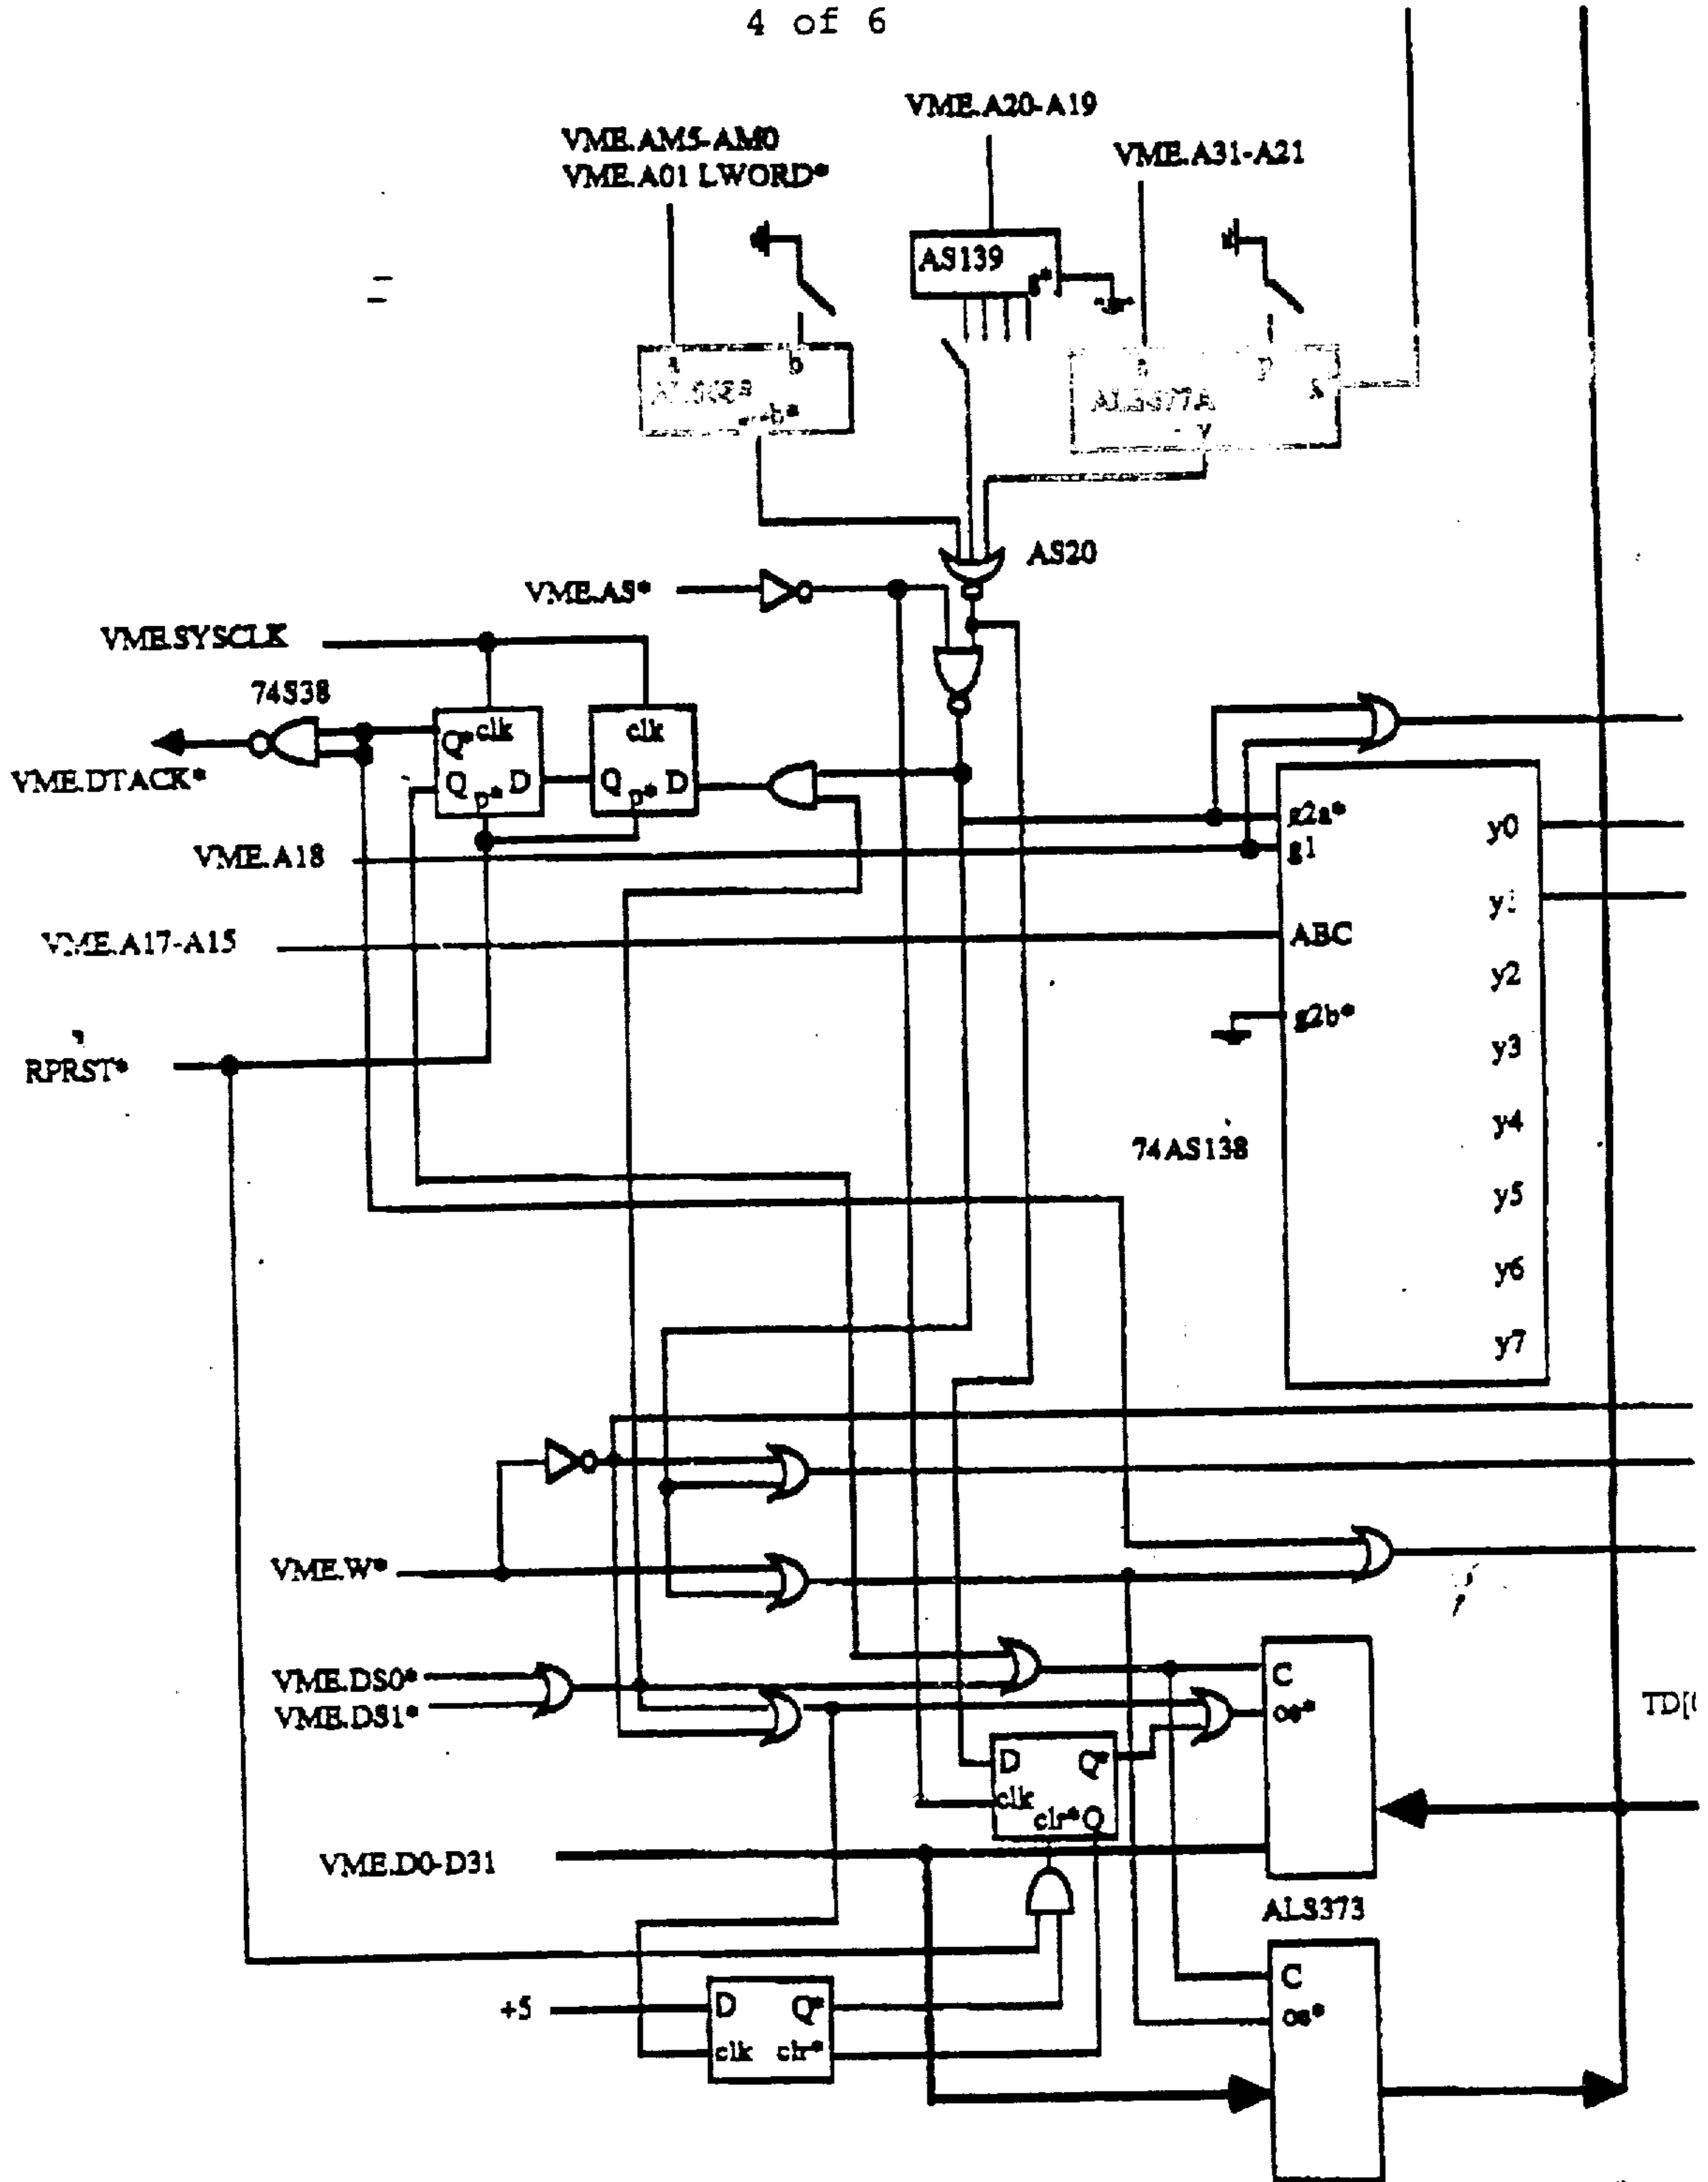 4 of 6
VME.A20-A19
VME.AM5-AM0
VME.A01 LWORD*
VME.A31-A21
AS139
g*
a
b
a
y
AS20
VME.AS*
VME.SYSCLK
74S38
clk
Q*
Q
D
p*
clk
Q
D
p*
VME.DTACK*
g2a*
g1
y0
VME.A18
y1
VME.A17-A15
ABC
y2
g2b*
y3
RPRST*
y4
74AS138
y5
y6
y7
VME.W*
VME.DS0*
VME.DS1*
C
oe*
D
Q*
clk
clr*
Q
VME.D0-D31
ALS373
C
oe*
+5
D
Q*
clk
clr*